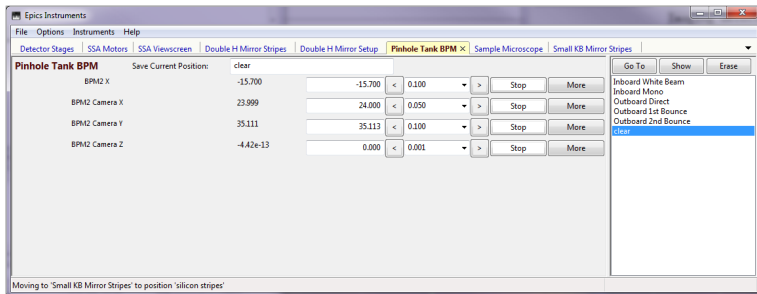 Epics Instruments
File Options Instruments Help
Detector Stages SSA Motors SSA Viewscreen Double H Mirror Stripes Double H Mirror Setup Pinhole Tank BPM × Sample Microscope Small KB Mirror Stripes
Pinhole Tank BPM Save Current Position: clear
BPM2 X -15.700 -15.700 < 0.100 > Stop More
BPM2 Camera X 23.999 24.000 < 0.050 > Stop More
BPM2 Camera Y 35.111 35.113 < 0.100 > Stop More
BPM2 Camera Z -4.42e-13 0.000 < 0.001 > Stop More
Go To Show Erase
Inboard White Beam
Inboard Mono
Outboard Direct
Outboard 1st Bounce
Outboard 2nd Bounce
clear
Moving to 'Small KB Mirror Stripes' to position 'silicon stripes'